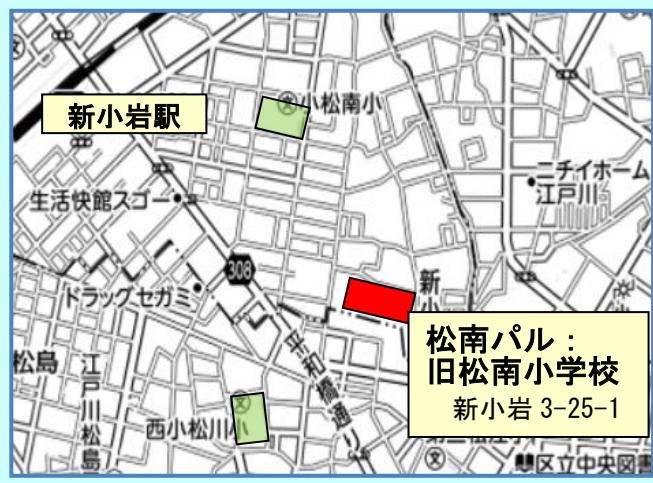 小松南小
新小岩駅
ニチイホーム
江戸川
生活快館スゴー
308
ドラッグセガミ
新小
平和橋通り
松南パル：
旧松南小学校
新小岩 3-25-1
松島
江戸川松島
西小松川小
文
区立中央図書